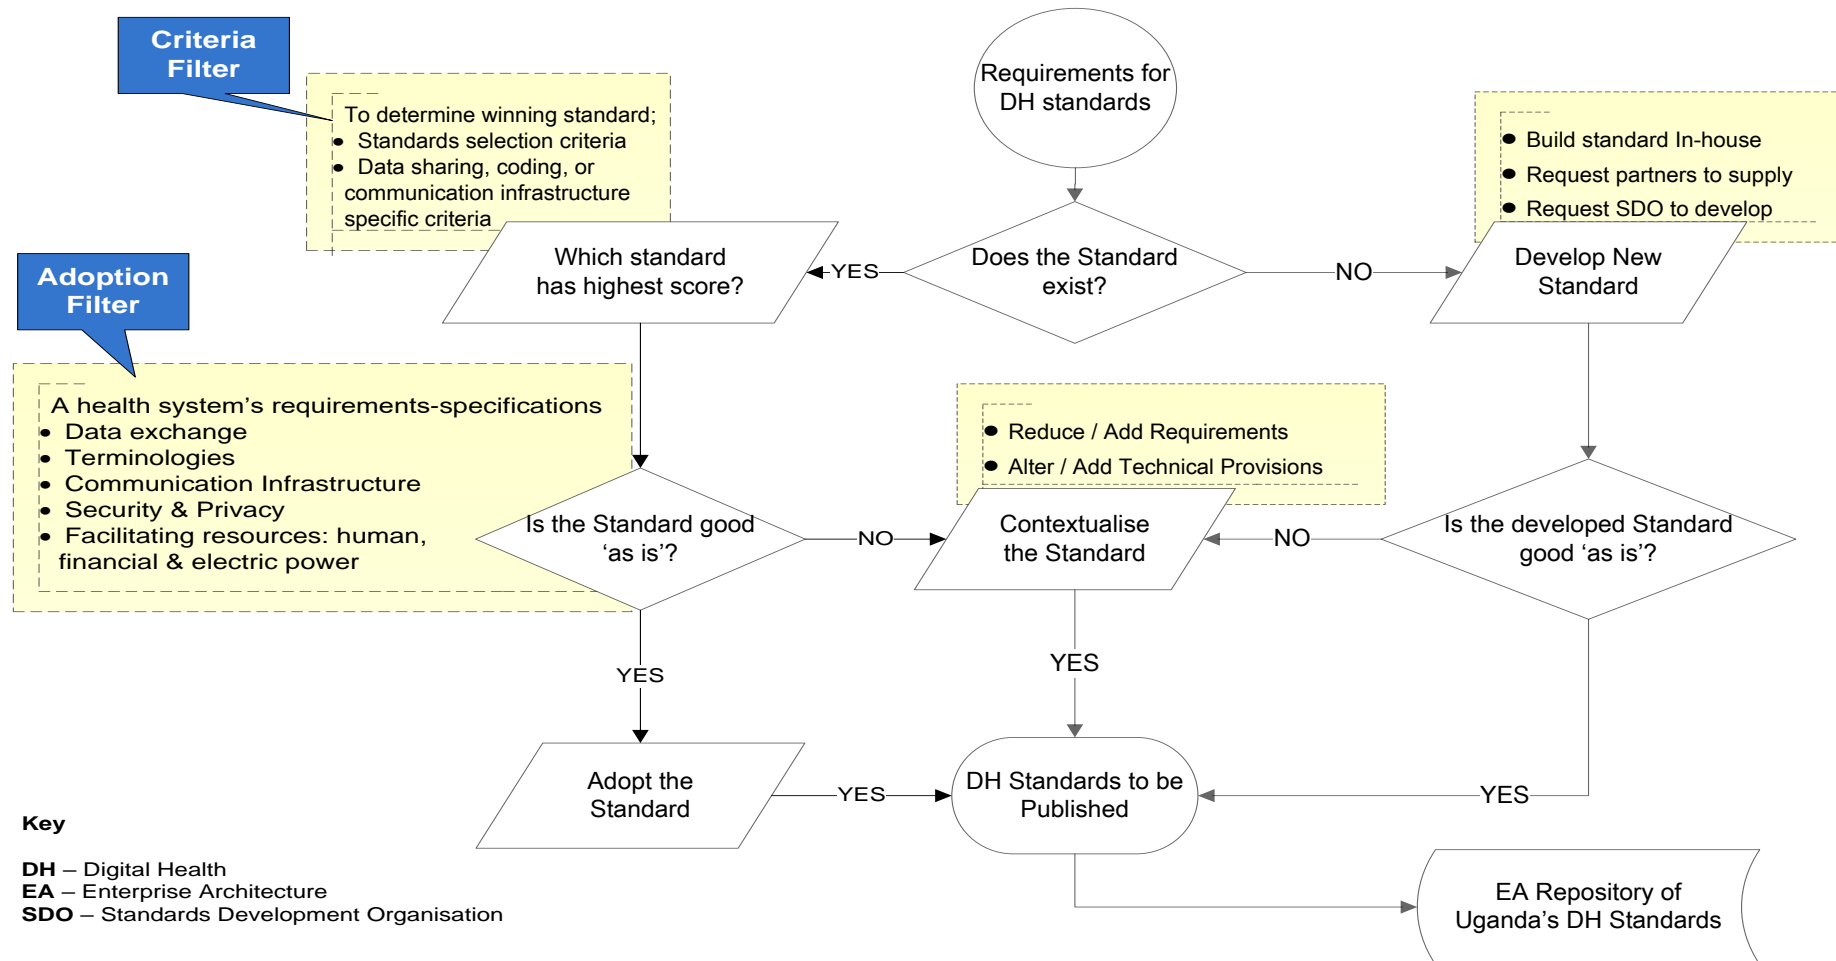 Criteria
Filter
To determine winning standard;
• Standards selection criteria
• Data sharing, coding, or
communication infrastructure
specific criteria
Requirements for
DH standards
• Build standard In-house
• Request partners to supply
• Request SDO to develop
Which standard
has highest score?
YES
Does the Standard
exist?
NO
Develop New
Standard
Adoption
Filter
A health system's requirements-specifications
• Data exchange
• Terminologies
• Communication Infrastructure
• Security & Privacy
• Facilitating resources: human,
financial & electric power
• Reduce / Add Requirements
• Alter / Add Technical Provisions
Is the Standard good
‘as is’?
NO
Contextualise
the Standard
NO
Is the developed Standard
good ‘as is’?
YES
YES
Adopt the
Standard
YES
DH Standards to be
Published
YES
Key
DH – Digital Health
EA – Enterprise Architecture
SDO – Standards Development Organisation
EA Repository of
Uganda’s DH Standards